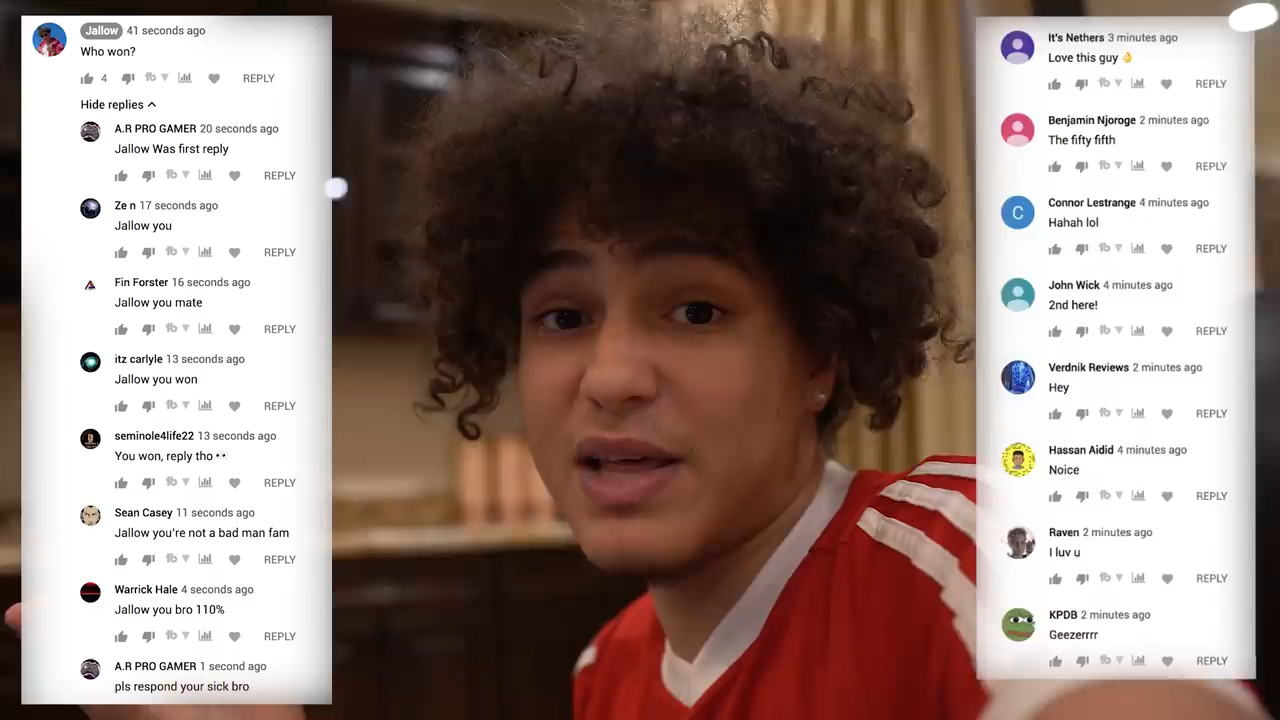 Jallow 41 seconds ago
Who won?
4 REPLY
Hide replies
A.R PRO GAMER 20 seconds ago
Jallow Was first reply
REPLY
Ze n 17 seconds ago
Jallow you
REPLY
Fin Forster 16 seconds ago
Jallow you mate
REPLY
itz carlyle 13 seconds ago
Jallow you won
REPLY
seminole4life22 13 seconds ago
You won, reply tho 👀
REPLY
Sean Casey 11 seconds ago
Jallow you're not a bad man fam
REPLY
Warrick Hale 4 seconds ago
Jallow you bro 110%
REPLY
A.R PRO GAMER 1 second ago
pls respond your sick bro
It's Nethers 3 minutes ago
Love this guy 👌
REPLY
Benjamin Njoroge 2 minutes ago
The fifty fifth
REPLY
C
Connor Lestrange 4 minutes ago
Hahah lol
REPLY
John Wick 4 minutes ago
2nd here!
REPLY
Verdnik Reviews 2 minutes ago
Hey
REPLY
Hassan Aidid 4 minutes ago
Noice
REPLY
Raven 2 minutes ago
I luv u
REPLY
KPDB 2 minutes ago
Geezerrrr
REPLY